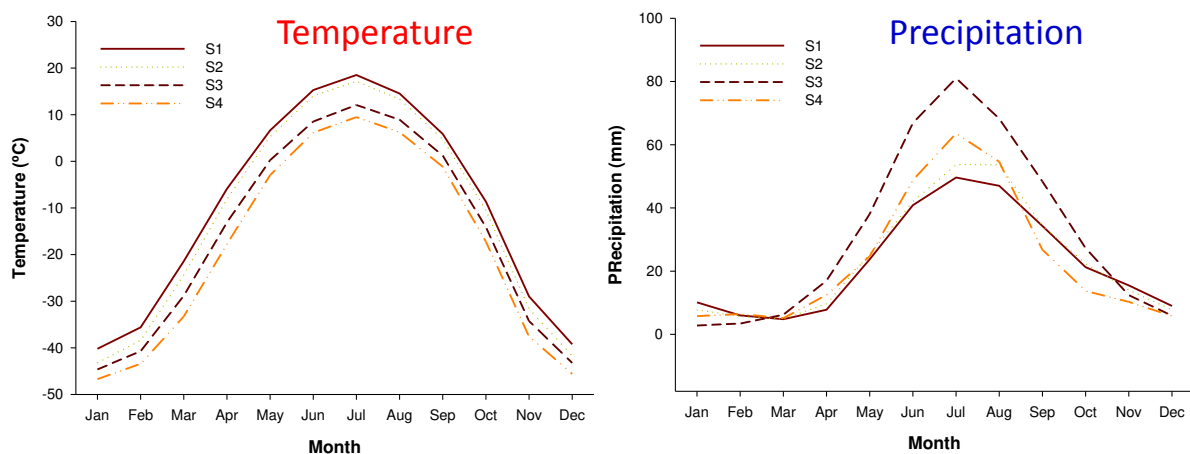 Temperature
S1
S2
S3
S4
30
20
10
0
-10
-20
-30
-40
-50
Temperature (ºC)
Jan Feb Mar Apr May Jun Jul Aug Sep Oct Nov Dec
Month
Precipitation
S1
S2
S3
S4
100
80
60
40
20
0
PRecipitation (mm)
Jan Feb Mar Apr May Jun Jul Aug Sep Oct Nov Dec
Month